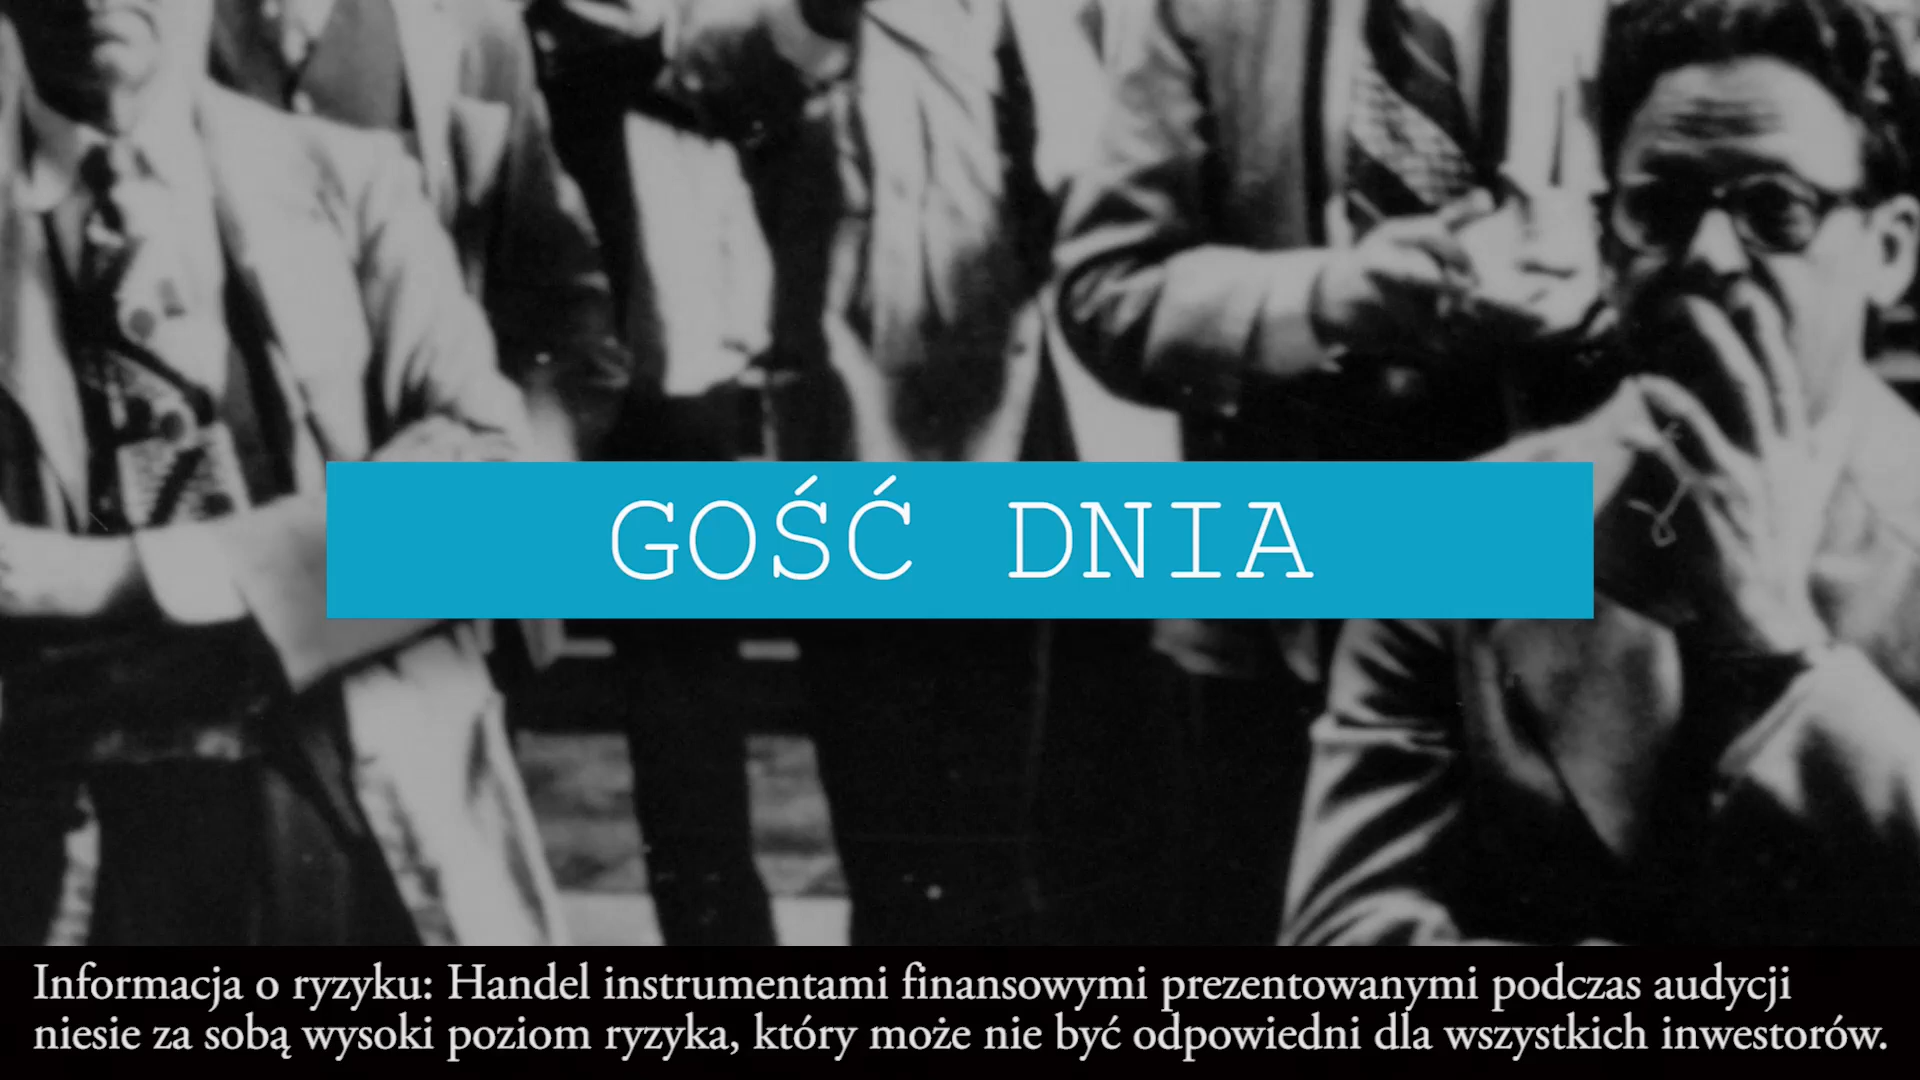 GOŚĆ DNIA
Informacja o ryzyku: Handel instrumentami finansowymi prezentowanymi podczas audycji
niesie za sobą wysoki poziom ryzyka, który może nie być odpowiedni dla wszystkich inwestorów.